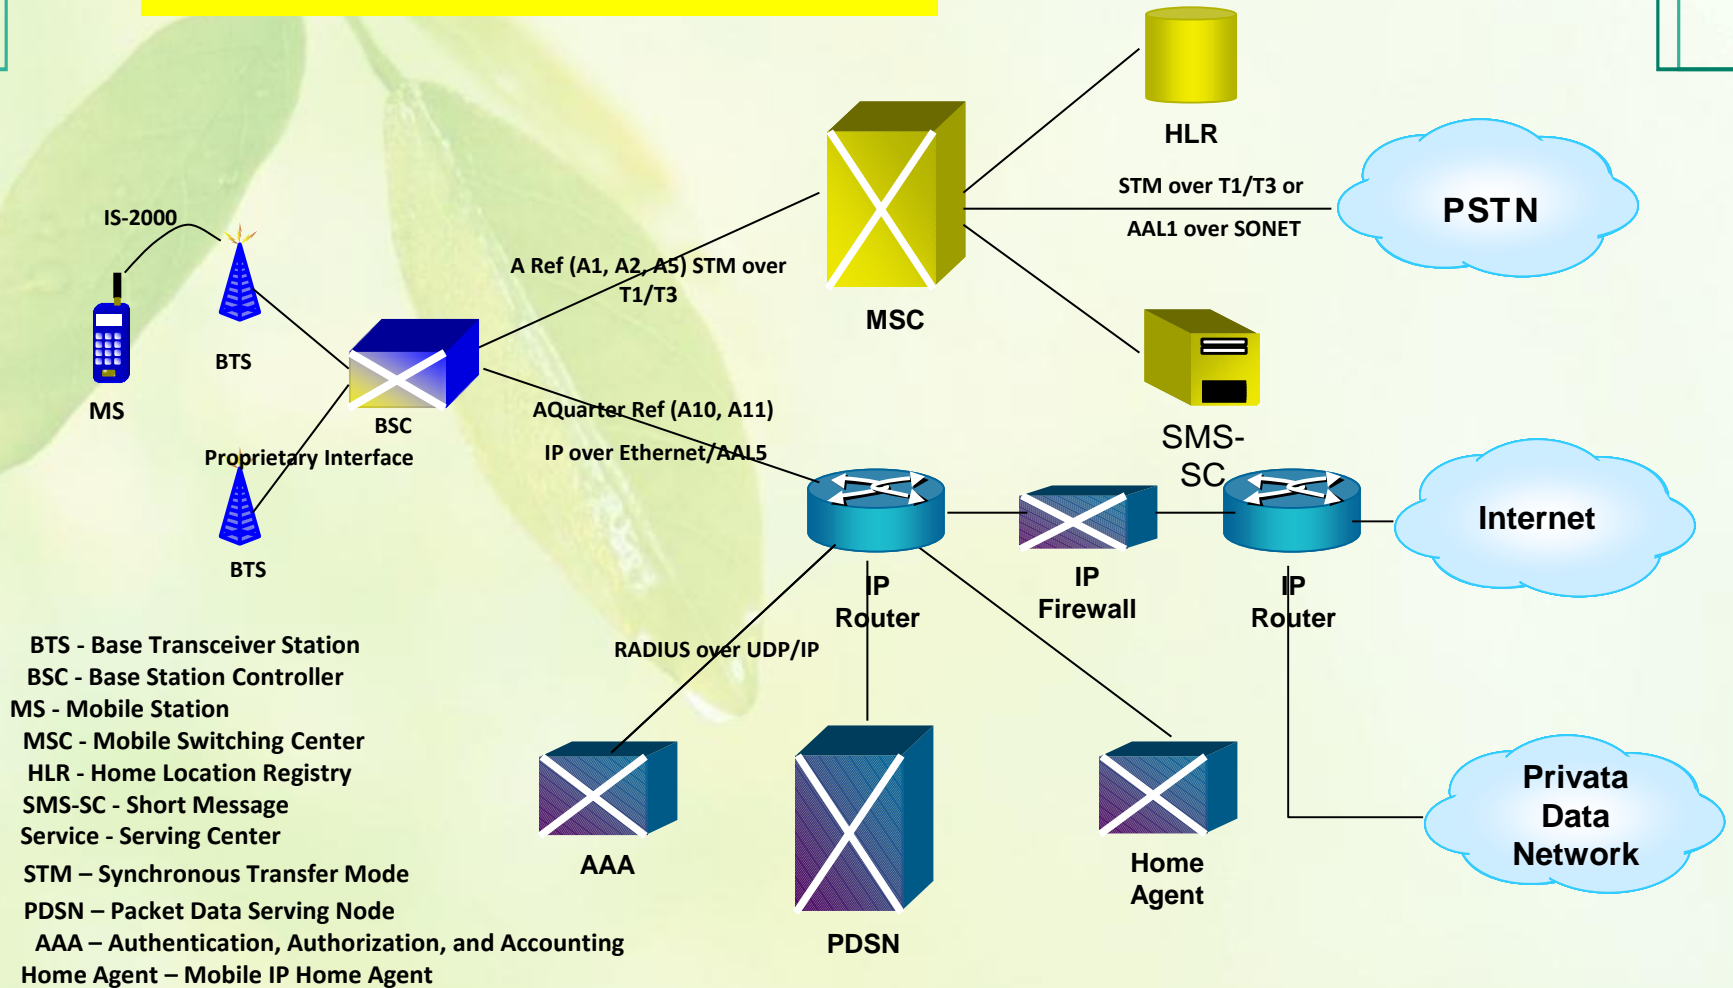 HLR
STM over T1/T3 or
AAL1 over SONET
PSTN
IS-2000
A Ref (A1, A2, A5) STM over
T1/T3
MSC
BTS
MS
BSC
AQuarter Ref (A10, A11)
IP over Ethernet/AAL5
Proprietary Interface
SMS-
SC
Internet
BTS
IP
Router
IP
Firewall
IP
Router
RADIUS over UDP/IP
BTS - Base Transceiver Station
BSC - Base Station Controller
MS - Mobile Station
MSC - Mobile Switching Center
HLR - Home Location Registry
SMS-SC - Short Message
Service - Serving Center
STM – Synchronous Transfer Mode
PDSN – Packet Data Serving Node
AAA – Authentication, Authorization, and Accounting
Home Agent – Mobile IP Home Agent
AAA
PDSN
Home
Agent
Privata
Data
Network